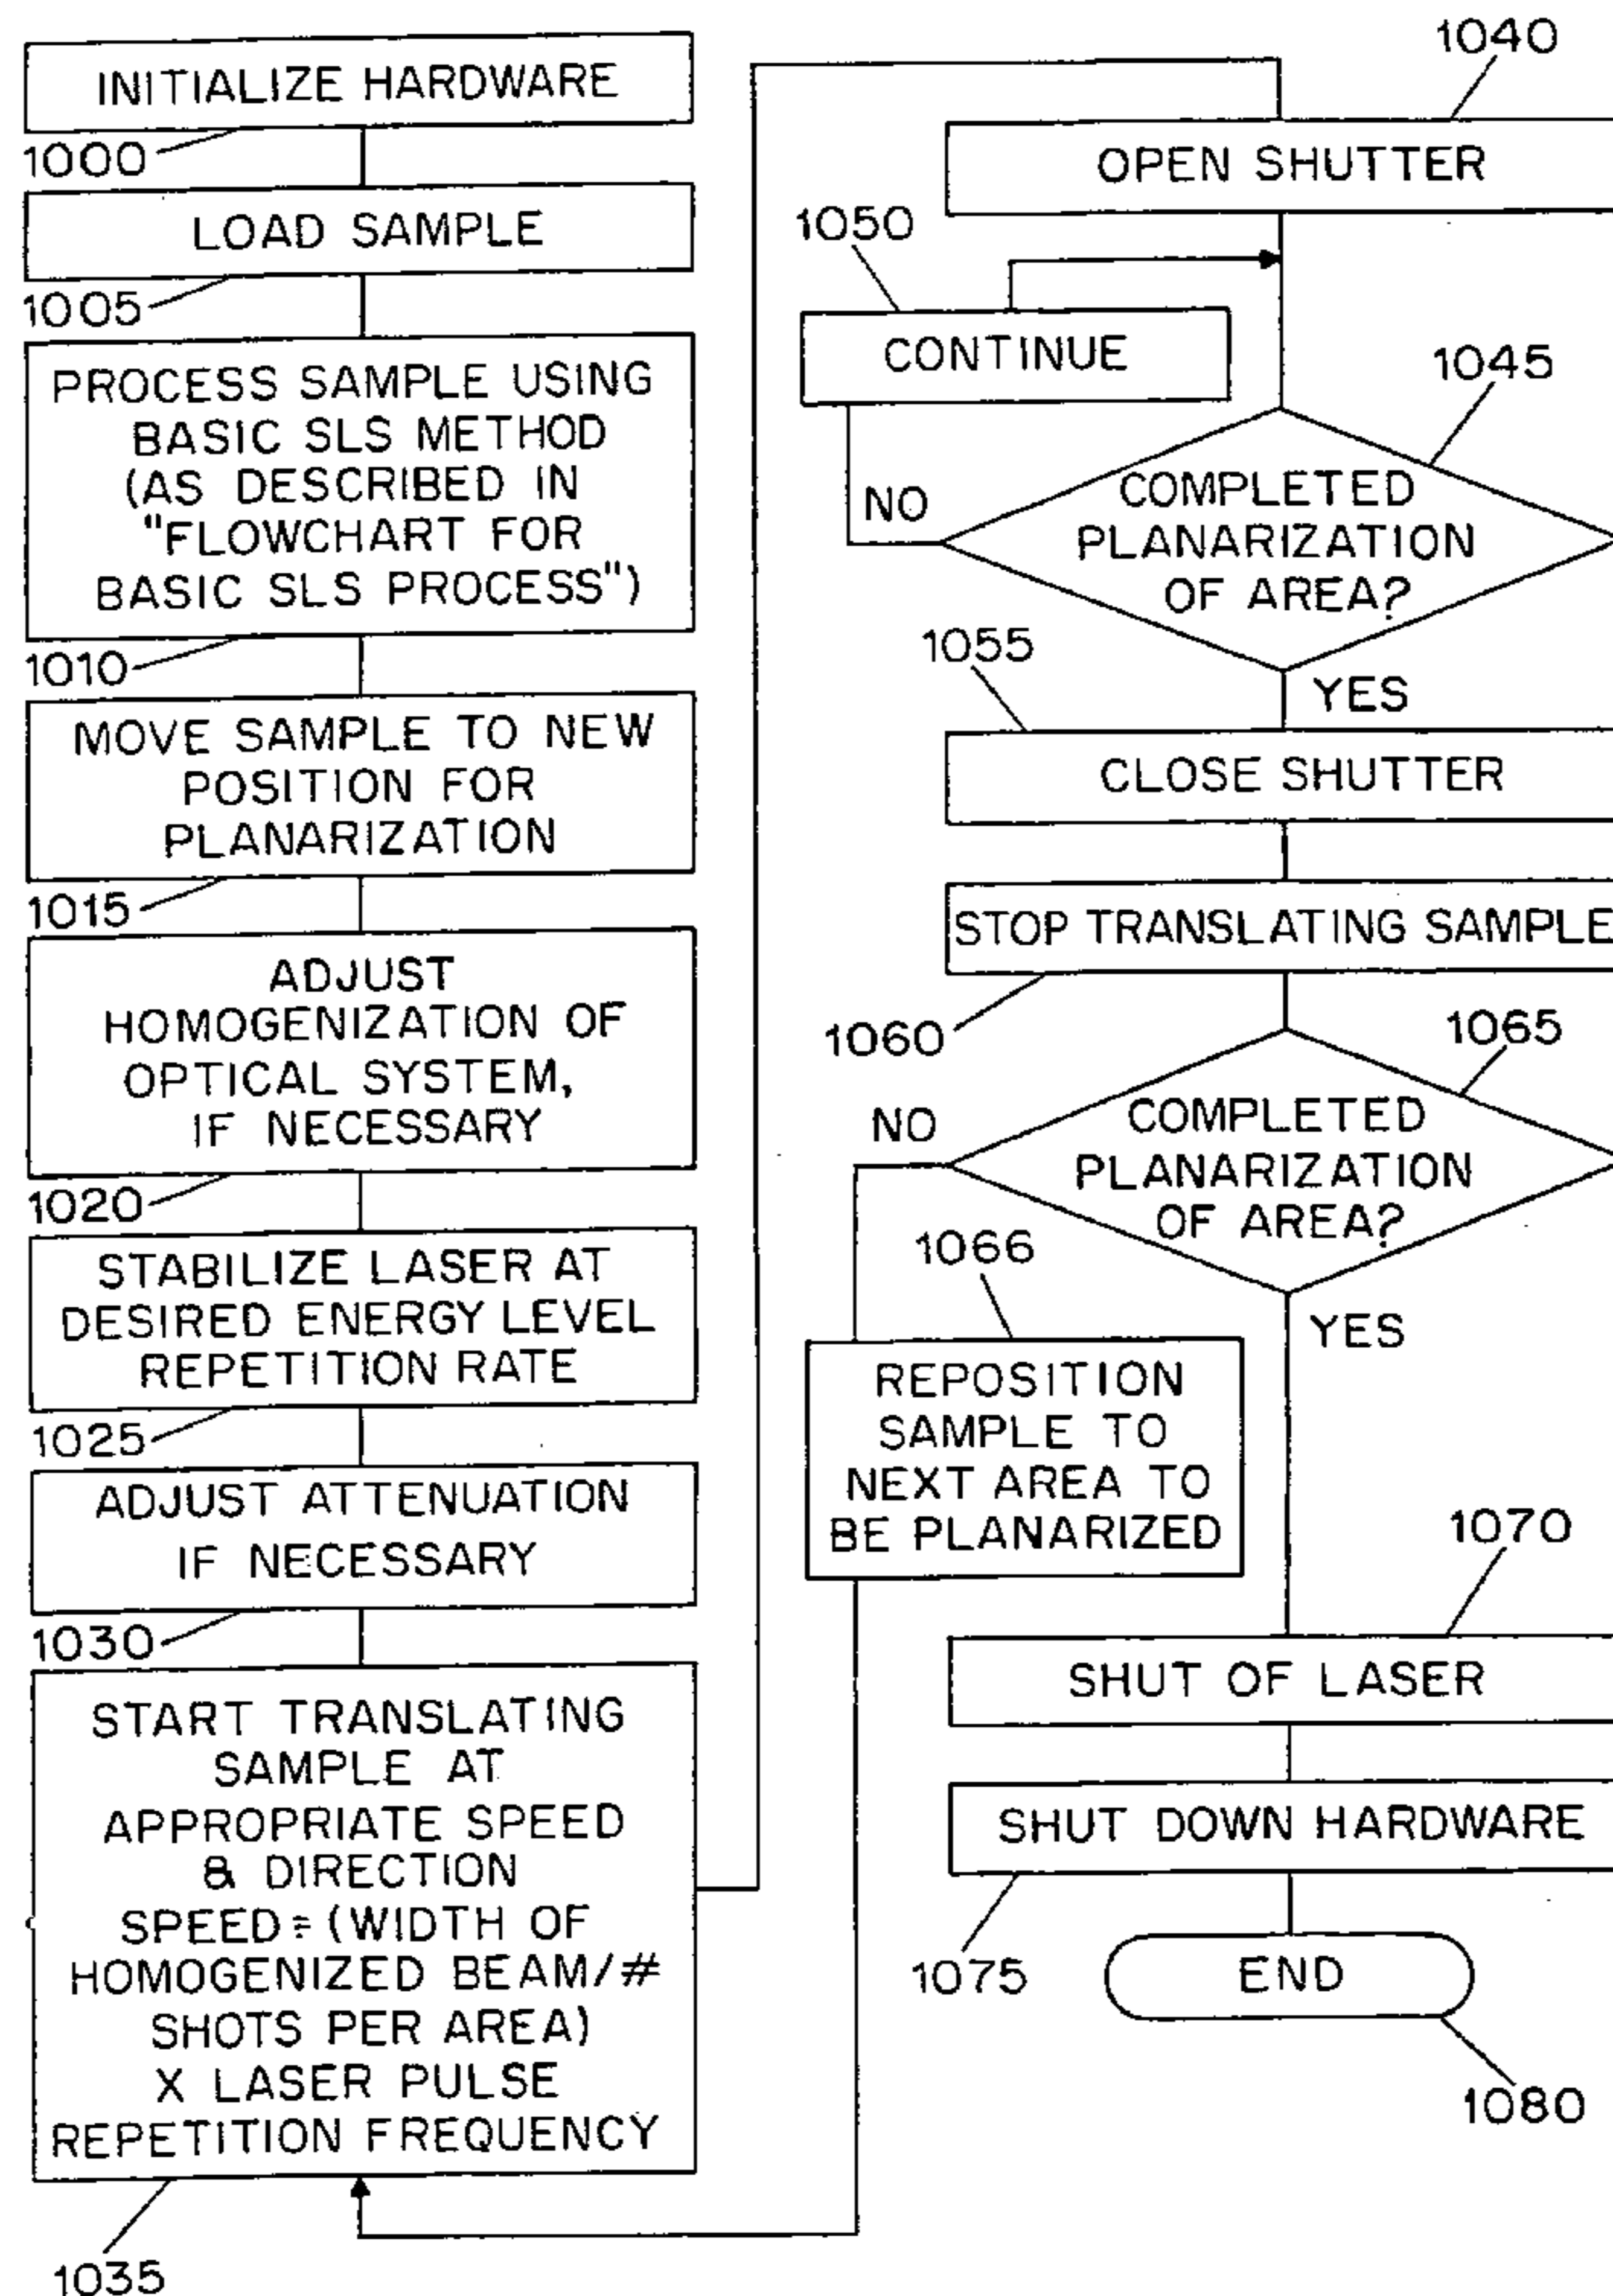 INITIALIZE HARDWARE
1000
LOAD SAMPLE
1005
PROCESS SAMPLE USING
BASIC SLS METHOD
(AS DESCRIBED IN
"FLOWCHART FOR
BASIC SLS PROCESS")
1010
MOVE SAMPLE TO NEW
POSITION FOR
PLANARIZATION
1015
ADJUST
HOMOGENIZATION OF
OPTICAL SYSTEM,
IF NECESSARY
1020
STABILIZE LASER AT
DESIRED ENERGY LEVEL
REPETITION RATE
1025
ADJUST ATTENUATION
IF NECESSARY
1030
START TRANSLATING
SAMPLE AT
APPROPRIATE SPEED
& DIRECTION
SPEED = (WIDTH OF
HOMOGENIZED BEAM/#
SHOTS PER AREA)
X LASER PULSE
REPETITION FREQUENCY
1035
1040
OPEN SHUTTER
1050
CONTINUE
1045
COMPLETED
PLANARIZATION
OF AREA?
NO
YES
1055
CLOSE SHUTTER
STOP TRANSLATING SAMPLE
1060
1065
COMPLETED
PLANARIZATION
OF AREA?
NO
YES
1066
REPOSITION
SAMPLE TO
NEXT AREA TO
BE PLANARIZED
1070
SHUT OF LASER
SHUT DOWN HARDWARE
1075
END
1080